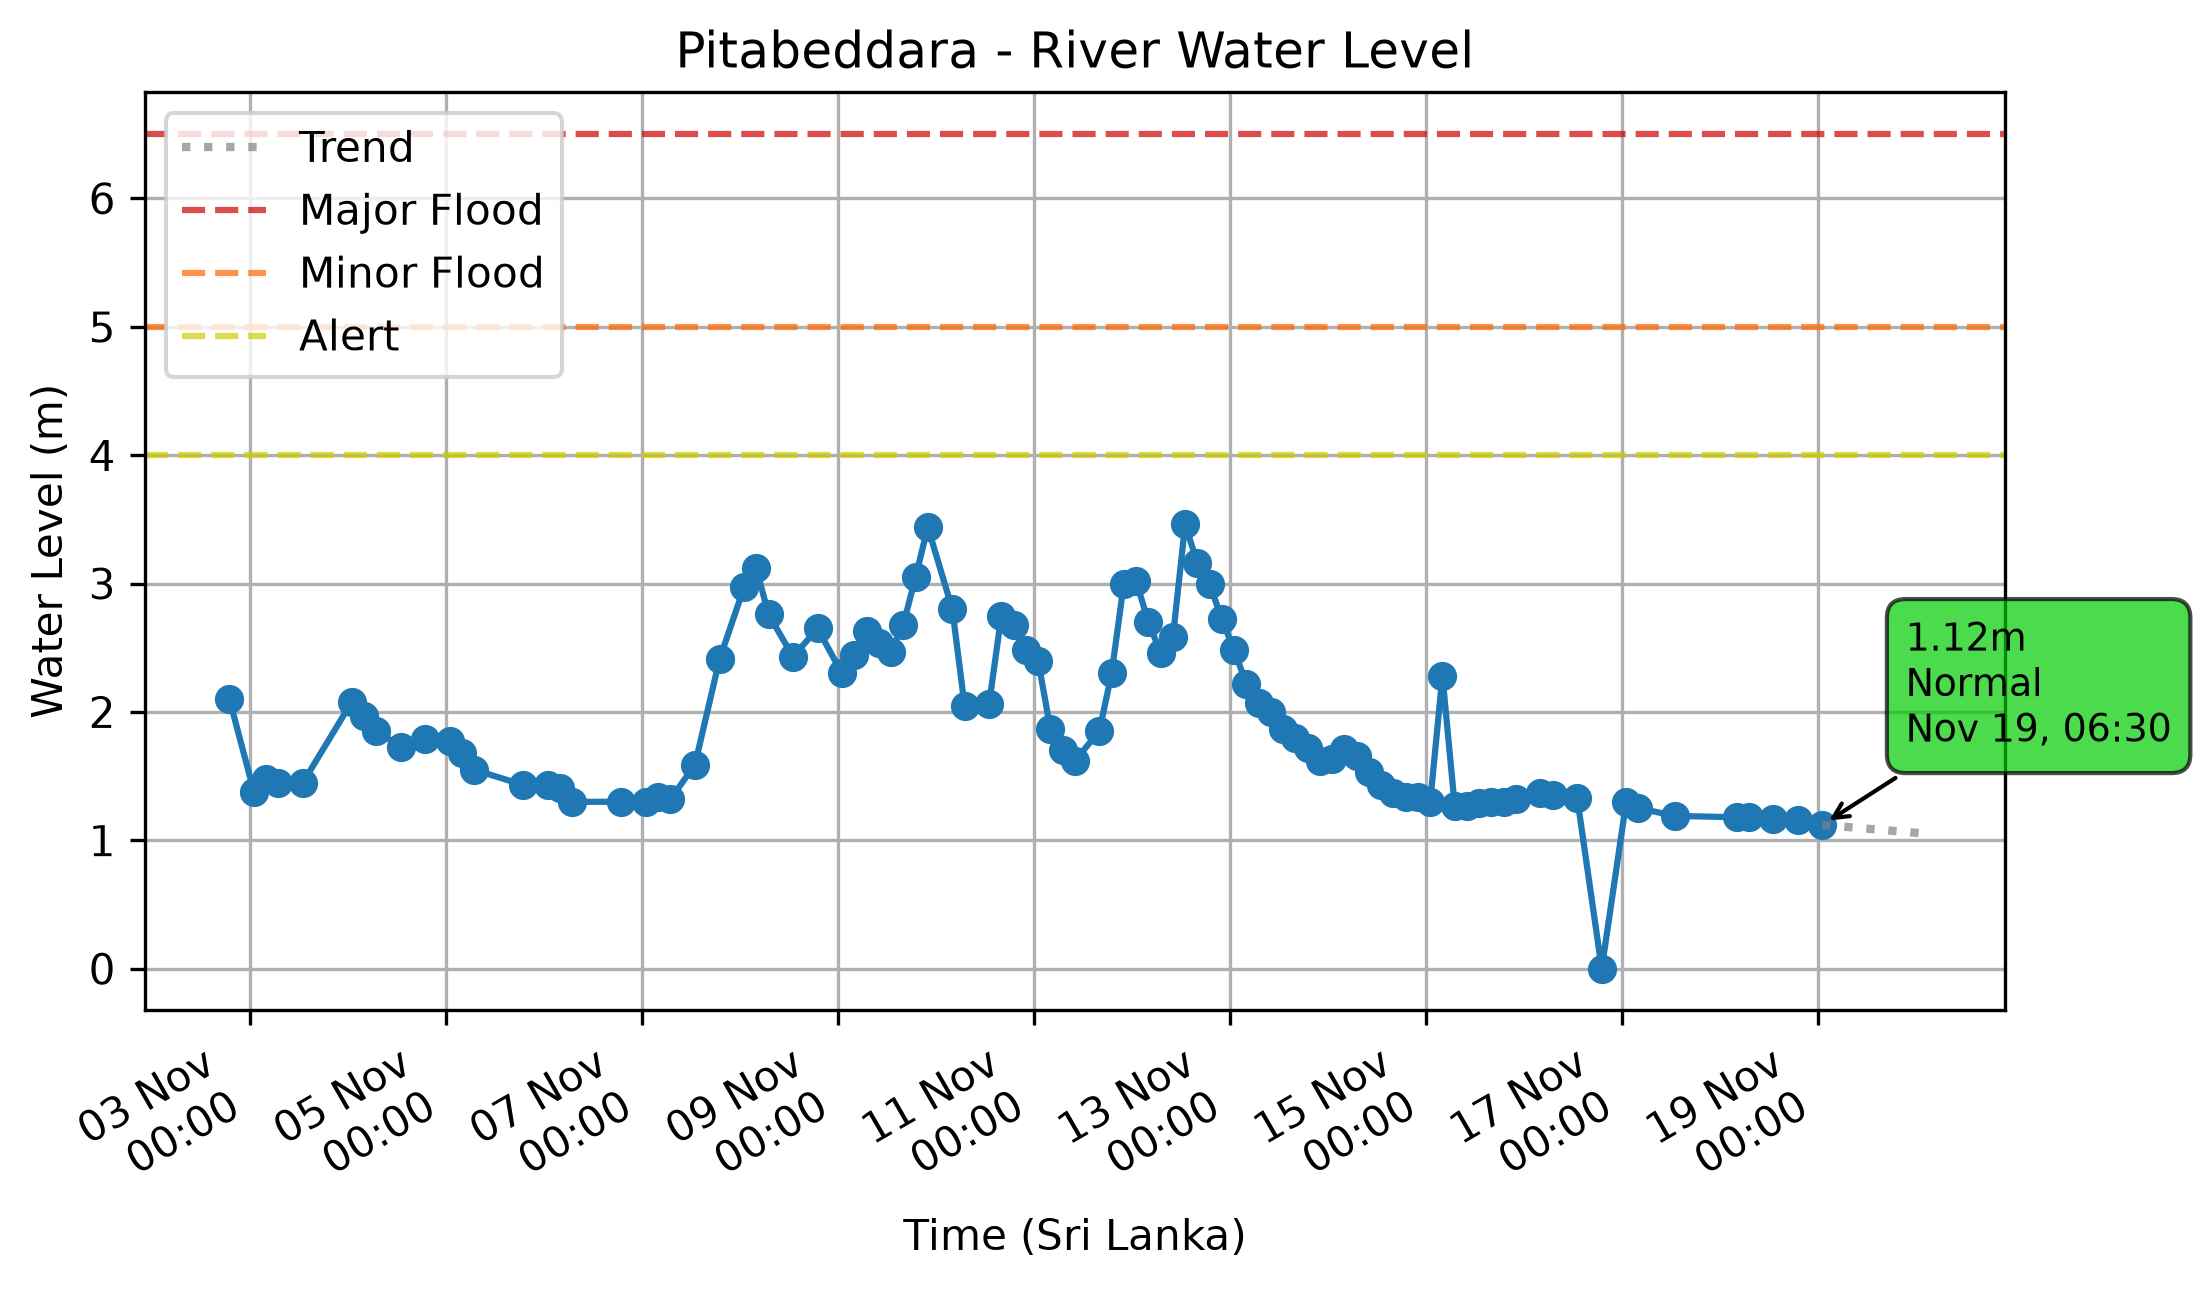 Pitabeddara - River Water Level
Trend
Major Flood
Minor Flood
Alert
Water Level (m)
6
5
4
3
2
1
0
1.12m
Normal
Nov 19, 06:30
03 Nov
00:00
05 Nov
00:00
07 Nov
00:00
09 Nov
00:00
11 Nov
00:00
13 Nov
00:00
15 Nov
00:00
17 Nov
00:00
19 Nov
00:00
Time (Sri Lanka)